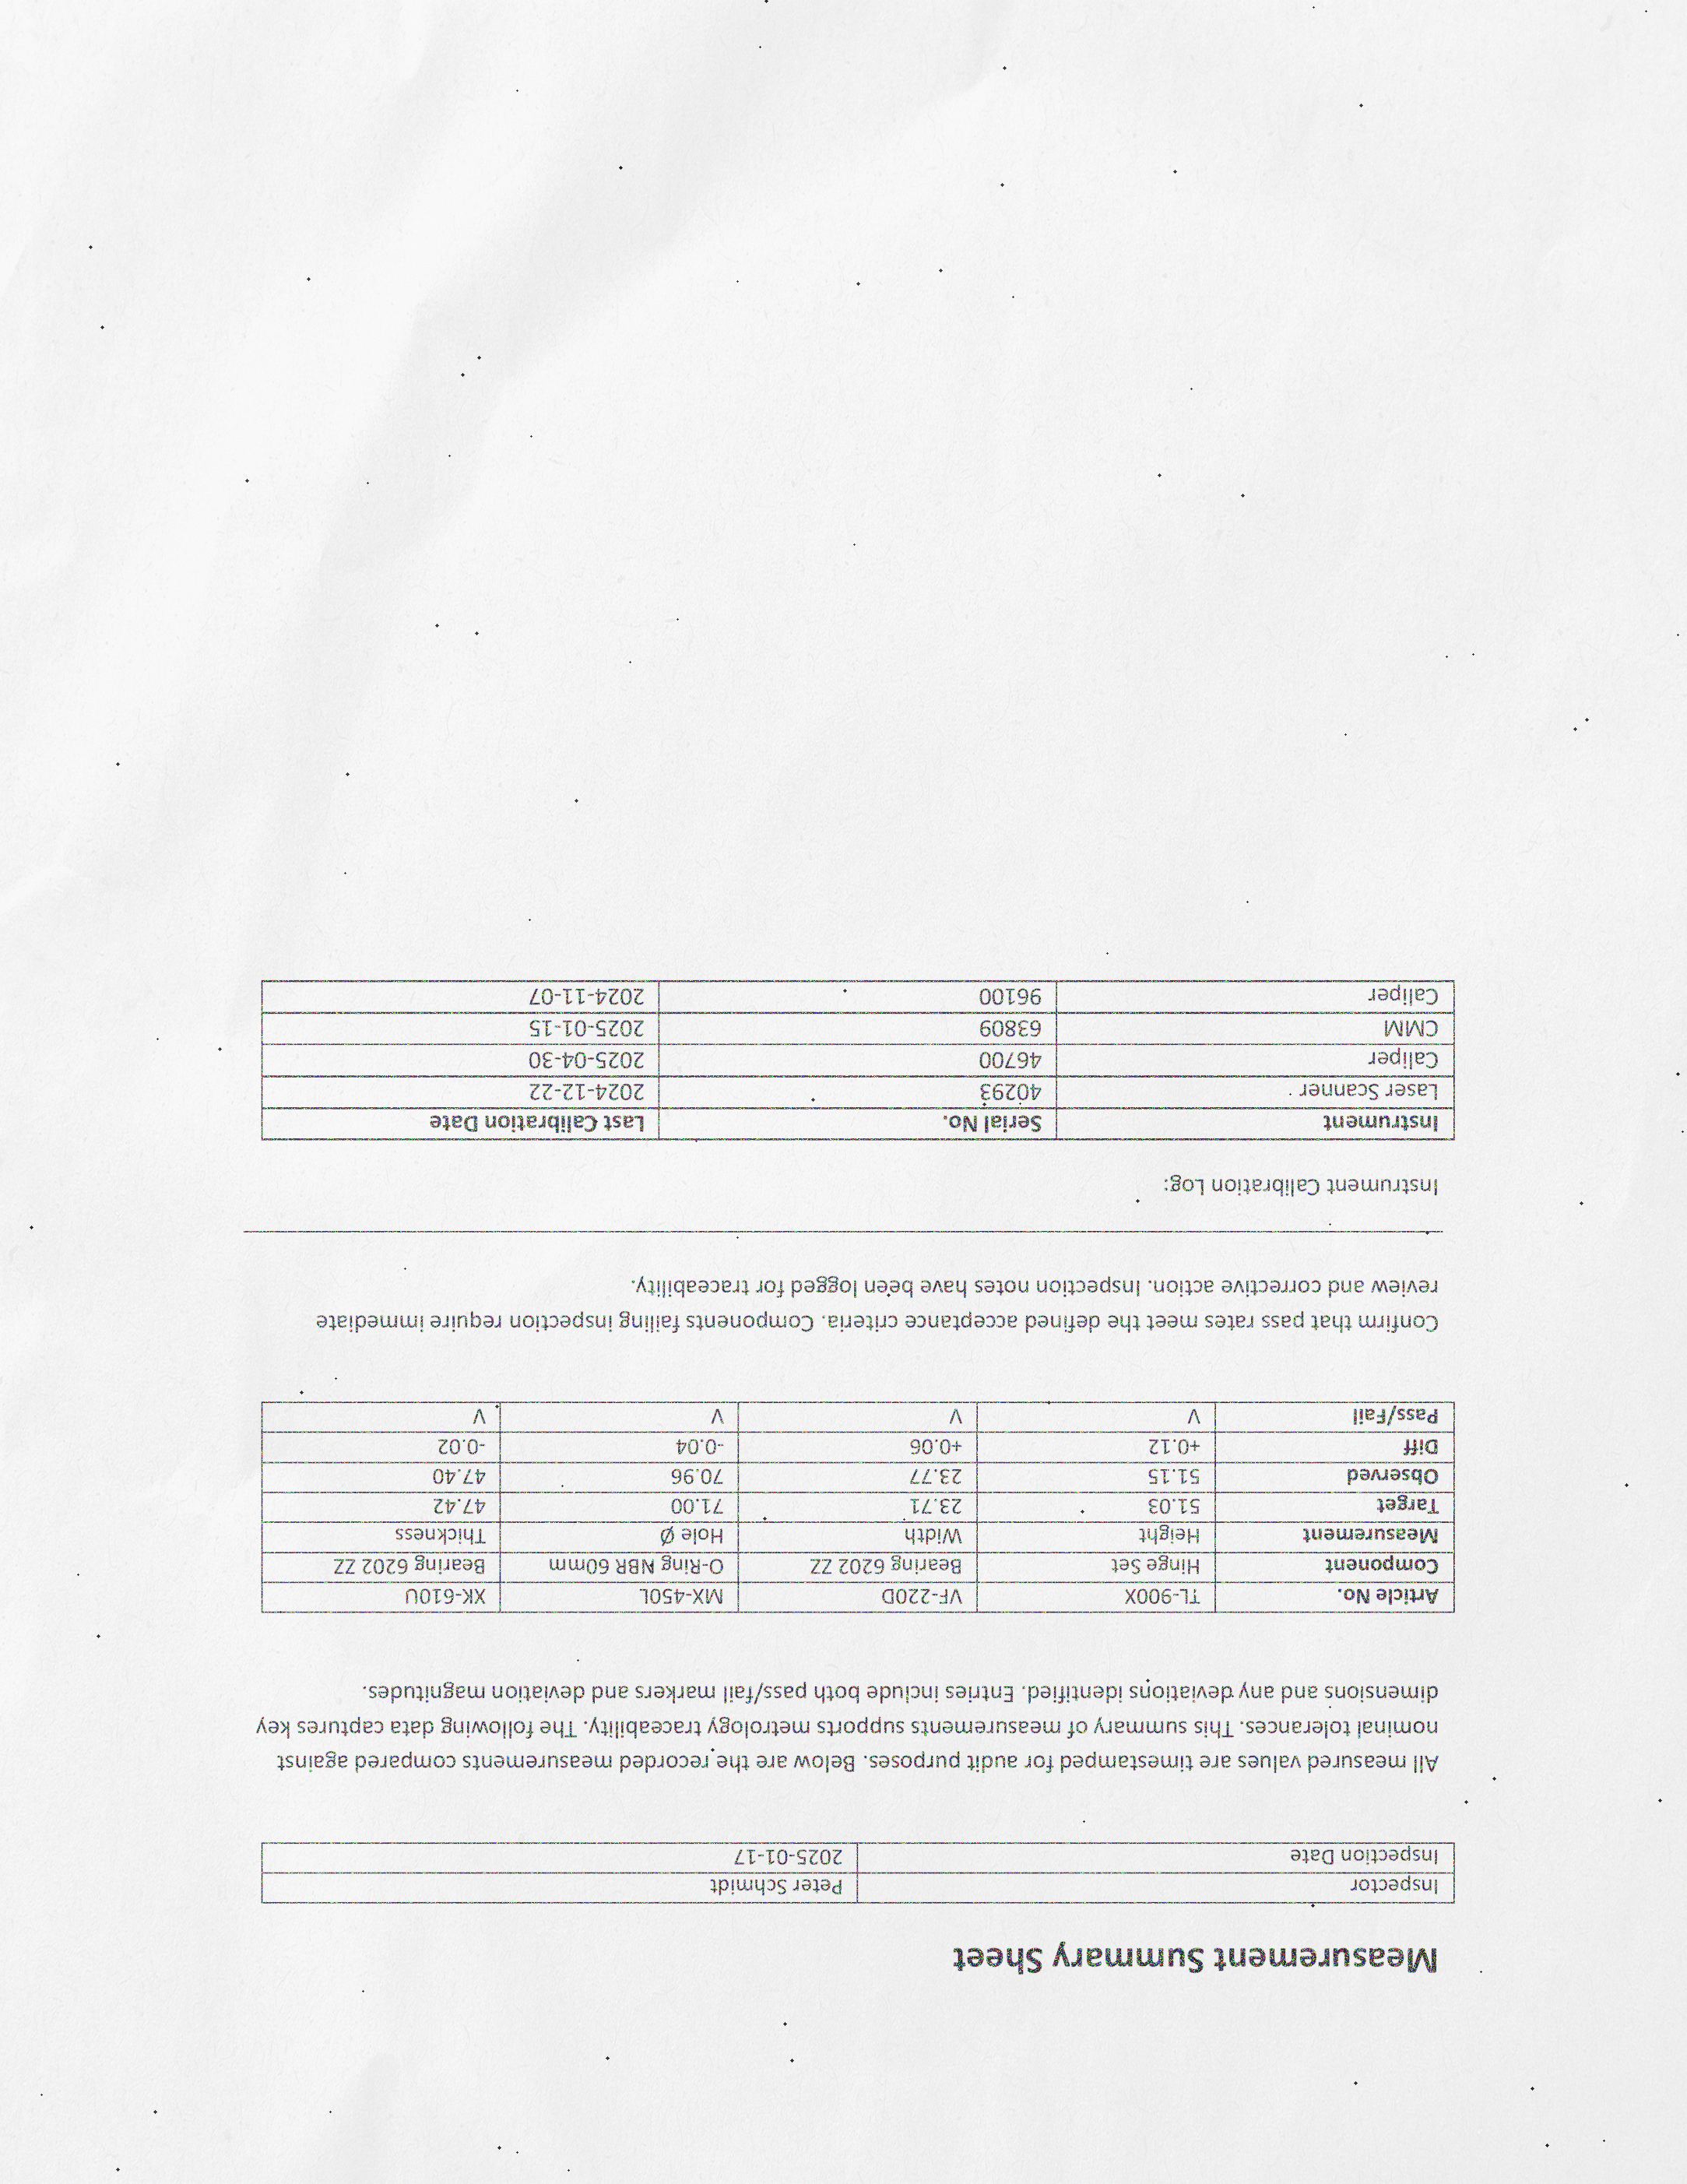 Measurement Summary Sheet
Inspector Peter Schmidt
Inspection Date 2025-01-17
All measured values are timestamped for audit purposes. Below are the recorded measurements compared against
nominal tolerances. This summary of measurements supports metrology traceability. The following data captures key
dimensions and any deviations identified. Entries include both pass/fail markers and deviation magnitudes.
Article No. TL-900X VF-220D MX-450L XK-610U
Component Hinge Set Bearing 6202 ZZ O-Ring NBR 60mm Bearing 6202 ZZ
Measurement Height Width Hole Ø Thickness
Target 51.03 23.71 71.00 47.42
Observed 51.15 23.77 70.96 47.40
Diff +0.12 +0.06 -0.04 -0.02
Pass/Fail V V V V
Confirm that pass rates meet the defined acceptance criteria. Components failing inspection require immediate
review and corrective action. Inspection notes have been logged for traceability.
Instrument Calibration Log:
Instrument Serial No. Last Calibration Date
Laser Scanner 40293 2024-12-22
Caliper 46700 2025-04-30
CMM 63809 2025-01-15
Caliper 96100 2024-11-07